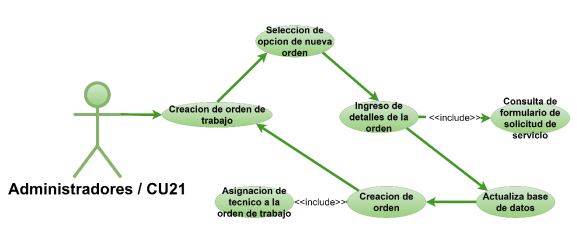 Seleccion de
opcion de nueva
orden
Creacion de orden de
trabajo
Ingreso de
detalles de la
orden
<<include>>
Consulta de
formulario de
solicitud de
servicio
Administradores / CU21
Asignacion de
tecnico a la
orden de trabajo
<<include>>
Creacion de
orden
Actualiza base
de datos